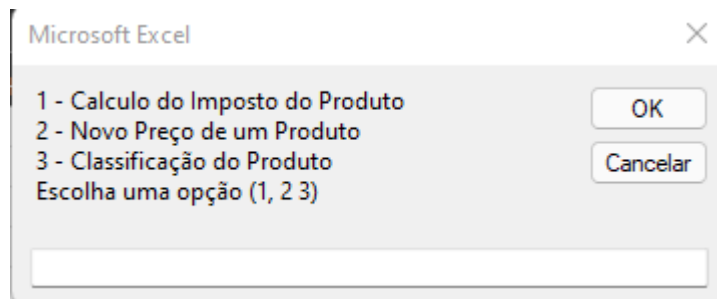 Microsoft Excel
1 - Calculo do Imposto do Produto
2 - Novo Preço de um Produto
3 - Classificação do Produto
Escolha uma opção (1, 2 3)
OK
Cancelar